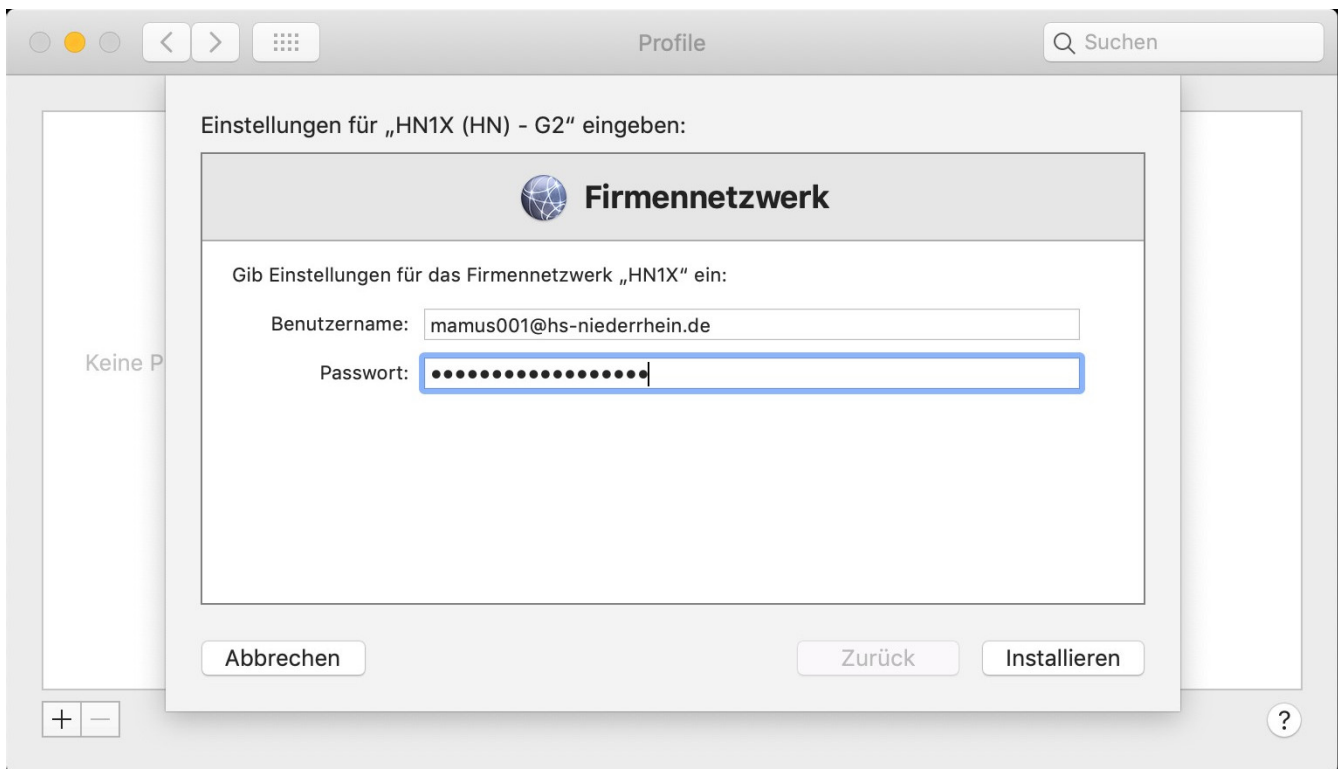 Profile
Suchen
Einstellungen für „HN1X (HN) - G2“ eingeben:
Firmennetzwerk
Gib Einstellungen für das Firmennetzwerk „HN1X“ ein:
Benutzername: mamus001@hs-niederrhein.de
Passwort: ••••••••••••••••••
Keine P
Abbrechen
Zurück
Installieren
+ −
?